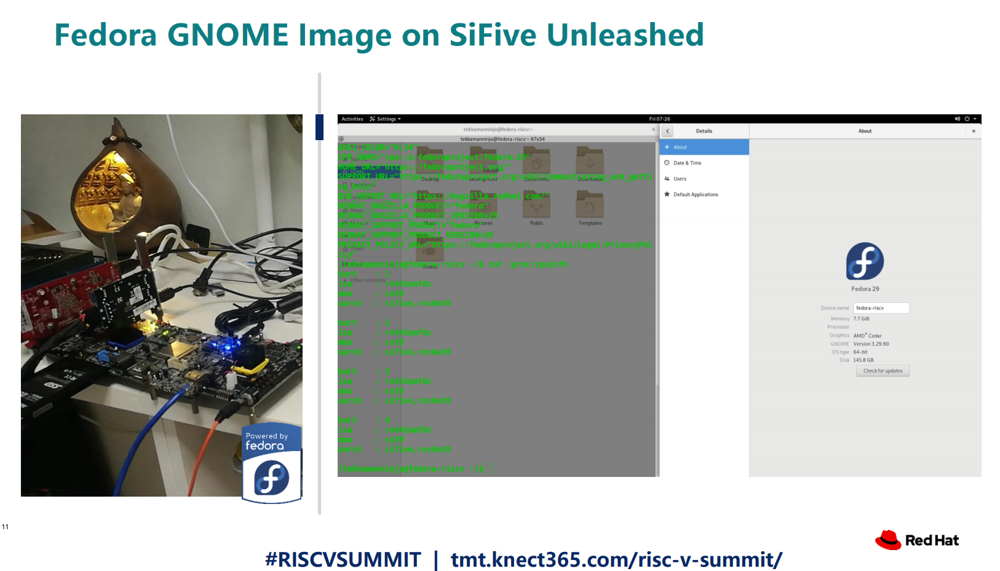 Fedora GNOME Image on SiFive Unleashed
Activities Settings Fri 07:26
tekkamanninja@fedora-riscv:~
tekkamanninja@fedora-riscv:~ 67x34
ANSI_COLOR="0;34"
CPE_NAME="cpe:/o:fedoraproject:fedora:29"
HOME_URL="https://fedoraproject.org/"
SUPPORT_URL="https://fedoraproject.org/wiki/Communicating_and_getti
ng_help"
BUG_REPORT_URL="https://bugzilla.redhat.com/"
REDHAT_BUGZILLA_PRODUCT="Fedora"
REDHAT_BUGZILLA_PRODUCT_VERSION=29
REDHAT_SUPPORT_PRODUCT="Fedora"
REDHAT_SUPPORT_PRODUCT_VERSION=29
PRIVACY_POLICY_URL="https://fedoraproject.org/wiki/Legal:PrivacyPol
icy"
[tekkamanninja@fedora-riscv ~]$ cat /proc/cpuinfo
hart : 1
isa : rv64imafdc
mmu : sv39
uarch : sifive,rocket0
hart : 2
isa : rv64imafdc
mmu : sv39
uarch : sifive,rocket0
hart : 3
isa : rv64imafdc
mmu : sv39
uarch : sifive,rocket0
hart : 4
isa : rv64imafdc
mmu : sv39
uarch : sifive,rocket0
[tekkamanninja@fedora-riscv ~]$
Desktop development Documents Downloads
Music Pictures Public Templates
Videos
Trash
Other Locations
Details
About
About
Date & Time
Users
Default Applications
Fedora 29
Device name fedora-riscv
Memory 7.7 GiB
Processor
Graphics AMD® Cedar
GNOME Version 3.29.90
OS type 64-bit
Disk 145.8 GB
Check for updates
SSD
Powered by
fedora
11
Red Hat
#RISCVSUMMIT | tmt.knect365.com/risc-v-summit/